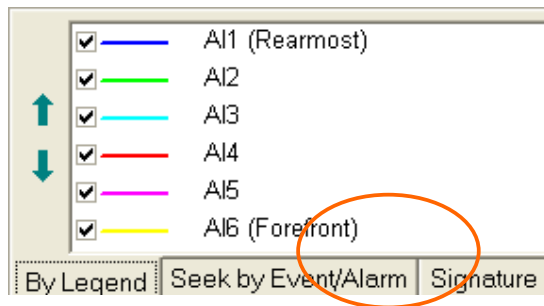 AI1 (Rearmost)
AI2
AI3
AI4
AI5
AI6 (Forefront)
By Legend Seek by Event/Alarm Signature